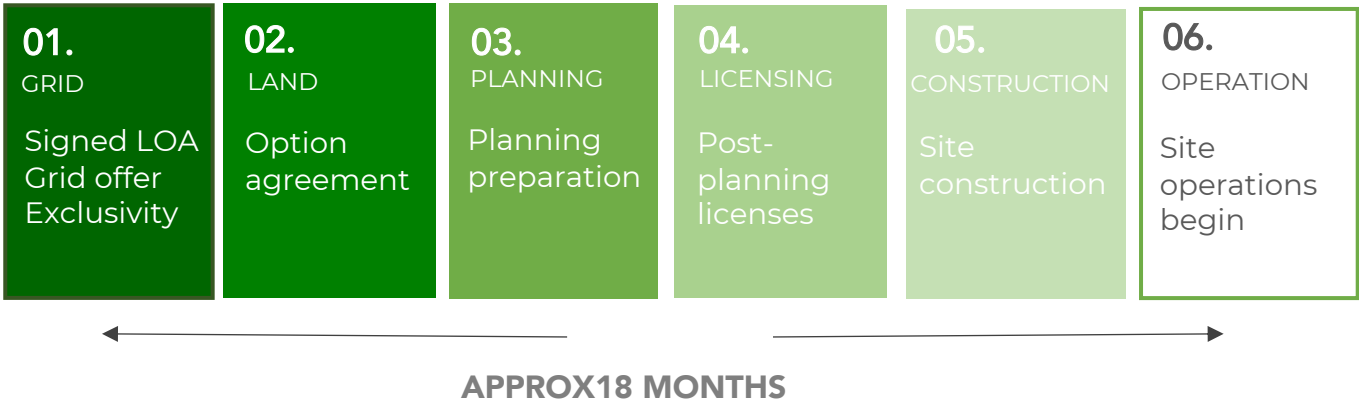 01.
GRID
Signed LOA
Grid offer
Exclusivity
02.
LAND
Option
agreement
03.
PLANNING
Planning
preparation
04.
LICENSING
Post-
planning
licenses
05.
CONSTRUCTION
Site
construction
06.
OPERATION
Site
operations
begin
APPROX18 MONTHS